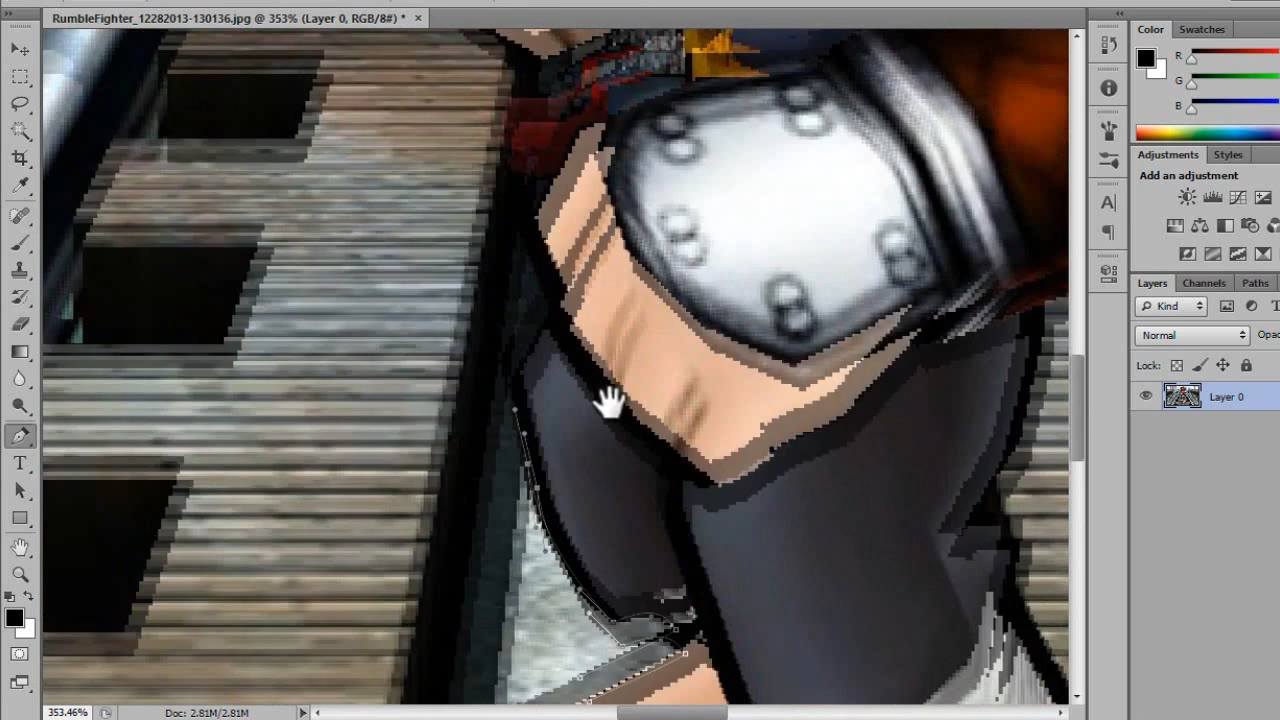 RumbleFighter_12282013-130136.jpg @ 353% (Layer 0, RGB/8#) * ×
Color Swatches
R
G
B
Adjustments Styles
Add an adjustment
Layers Channels Paths
Kind
Normal Opac
Lock:
Layer 0
T
353.46% Doc: 2.81M/2.81M